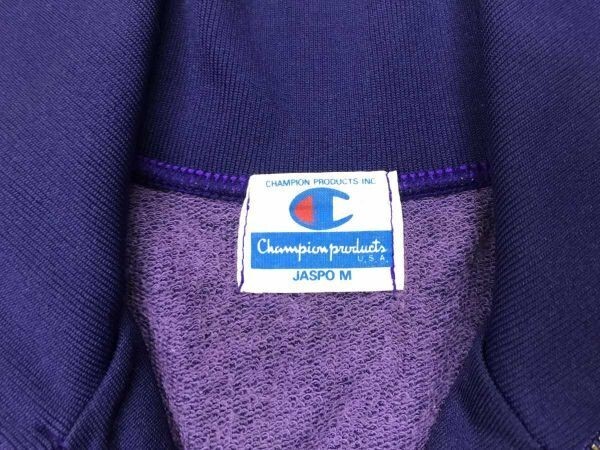 CHAMPION PRODUCTS INC
Champion products
U.S.A.
JASPO M